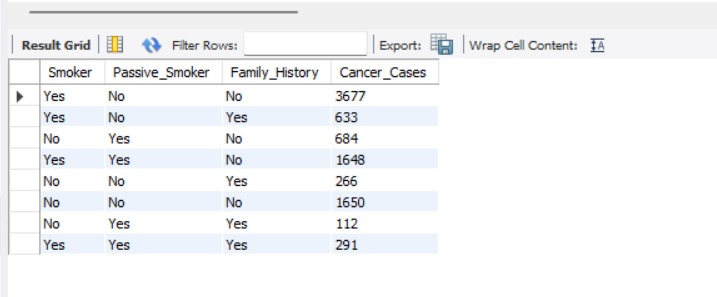 Result Grid Filter Rows: Export: Wrap Cell Content: IA
Smoker Passive_Smoker Family_History Cancer_Cases
Yes No No 3677
Yes No Yes 633
No Yes No 684
Yes Yes No 1648
No No Yes 266
No No No 1650
No Yes Yes 112
Yes Yes Yes 291